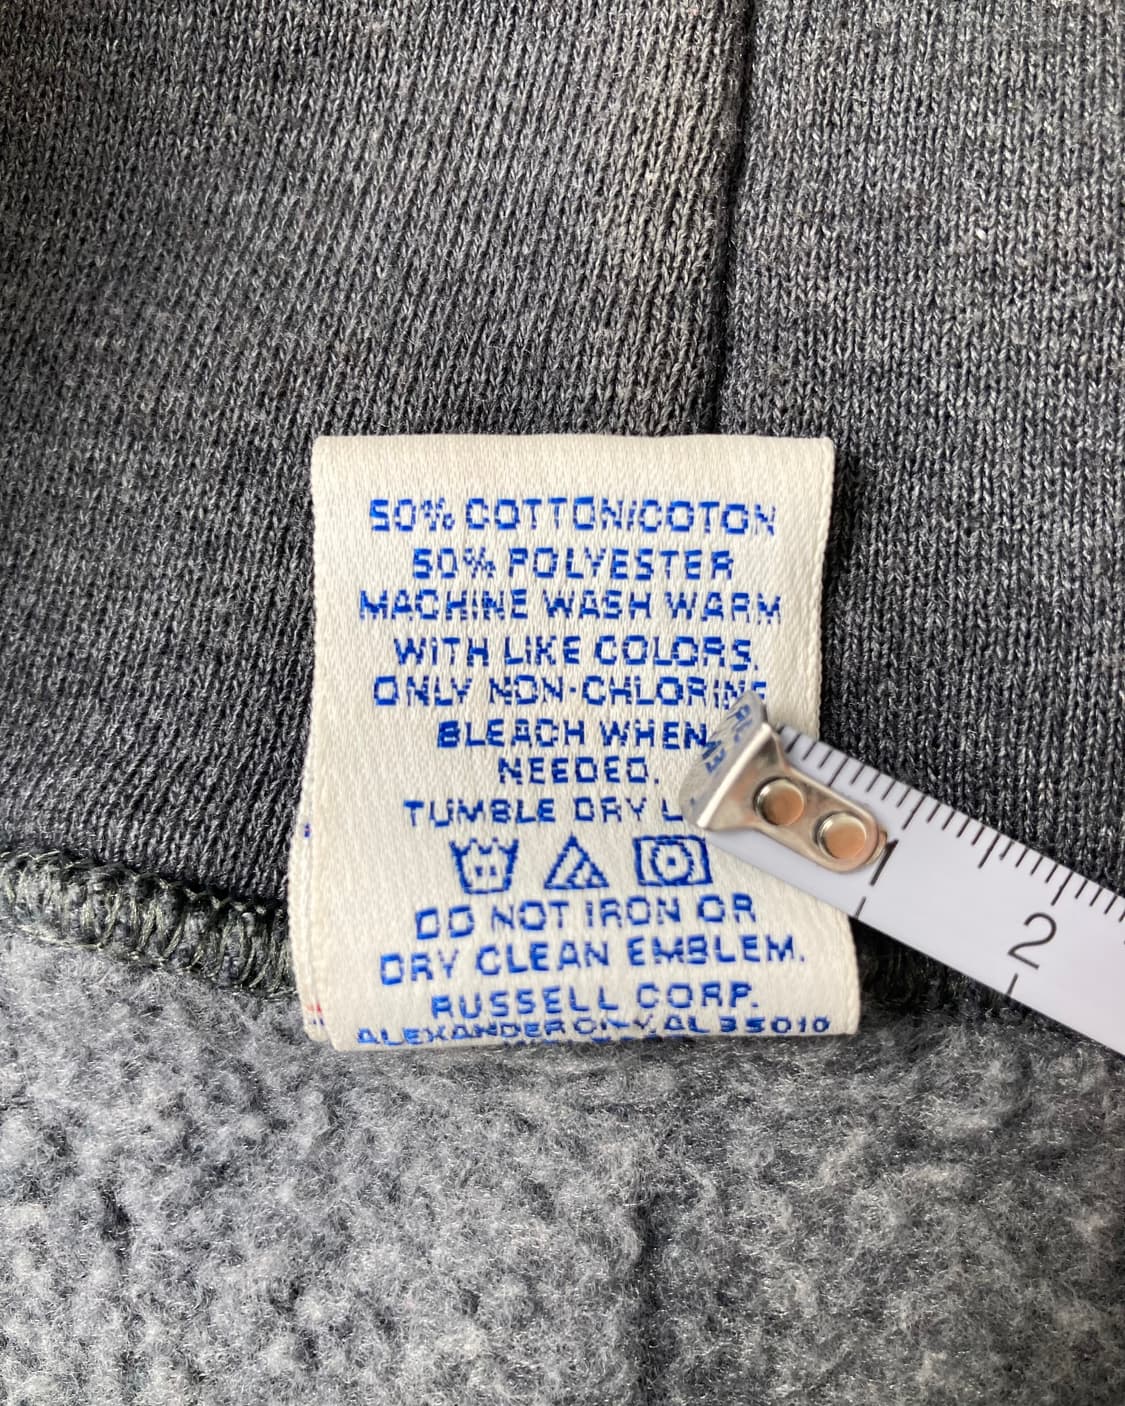 50% COTTON/COTON
50% POLYESTER
MACHINE WASH WARM
WITH LIKE COLORS.
ONLY NON-CHLORINE
BLEACH WHEN
NEEDED.
TUMBLE DRY
DO NOT IRON OR
DRY CLEAN EMBLEM.
RUSSELL CORP.
ALEXANDER CITY, AL 35010
1
2